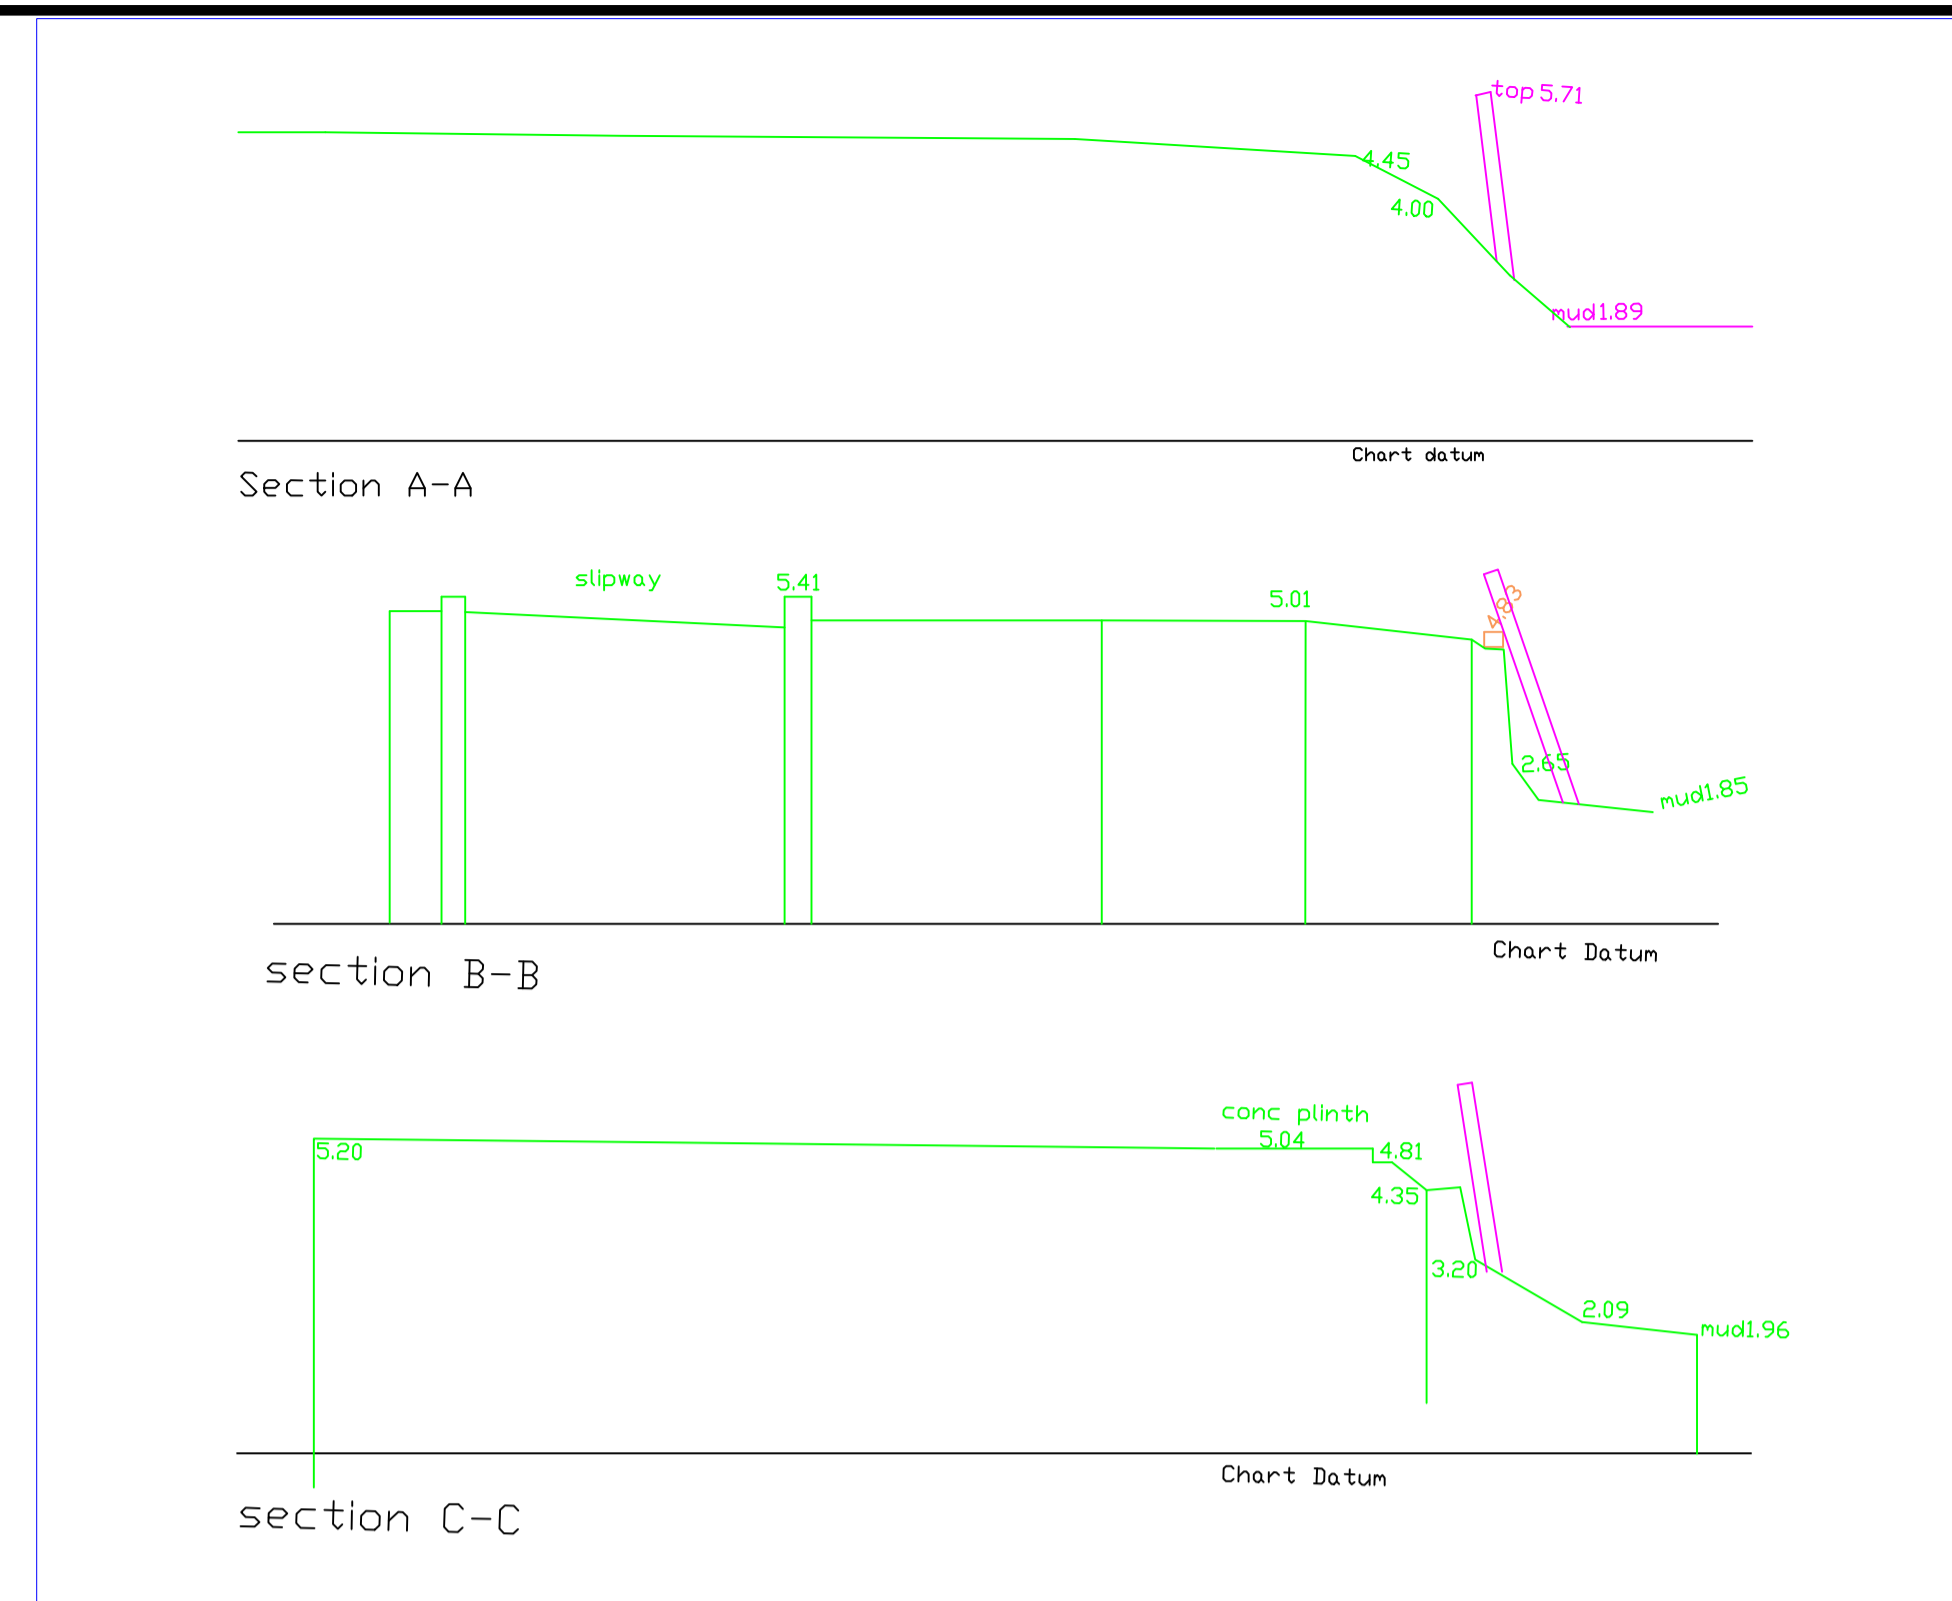 top 5.71
4.45
4.00
mud1.89
Chart datum
Section A-A
slipway
5.41
5.01
4.83
2.65
mud1.85
Chart Datum
section B-B
conc plinth
5.04
5.20
4.81
4.35
3.20
2.09
mud1.96
Chart Datum
section C-C